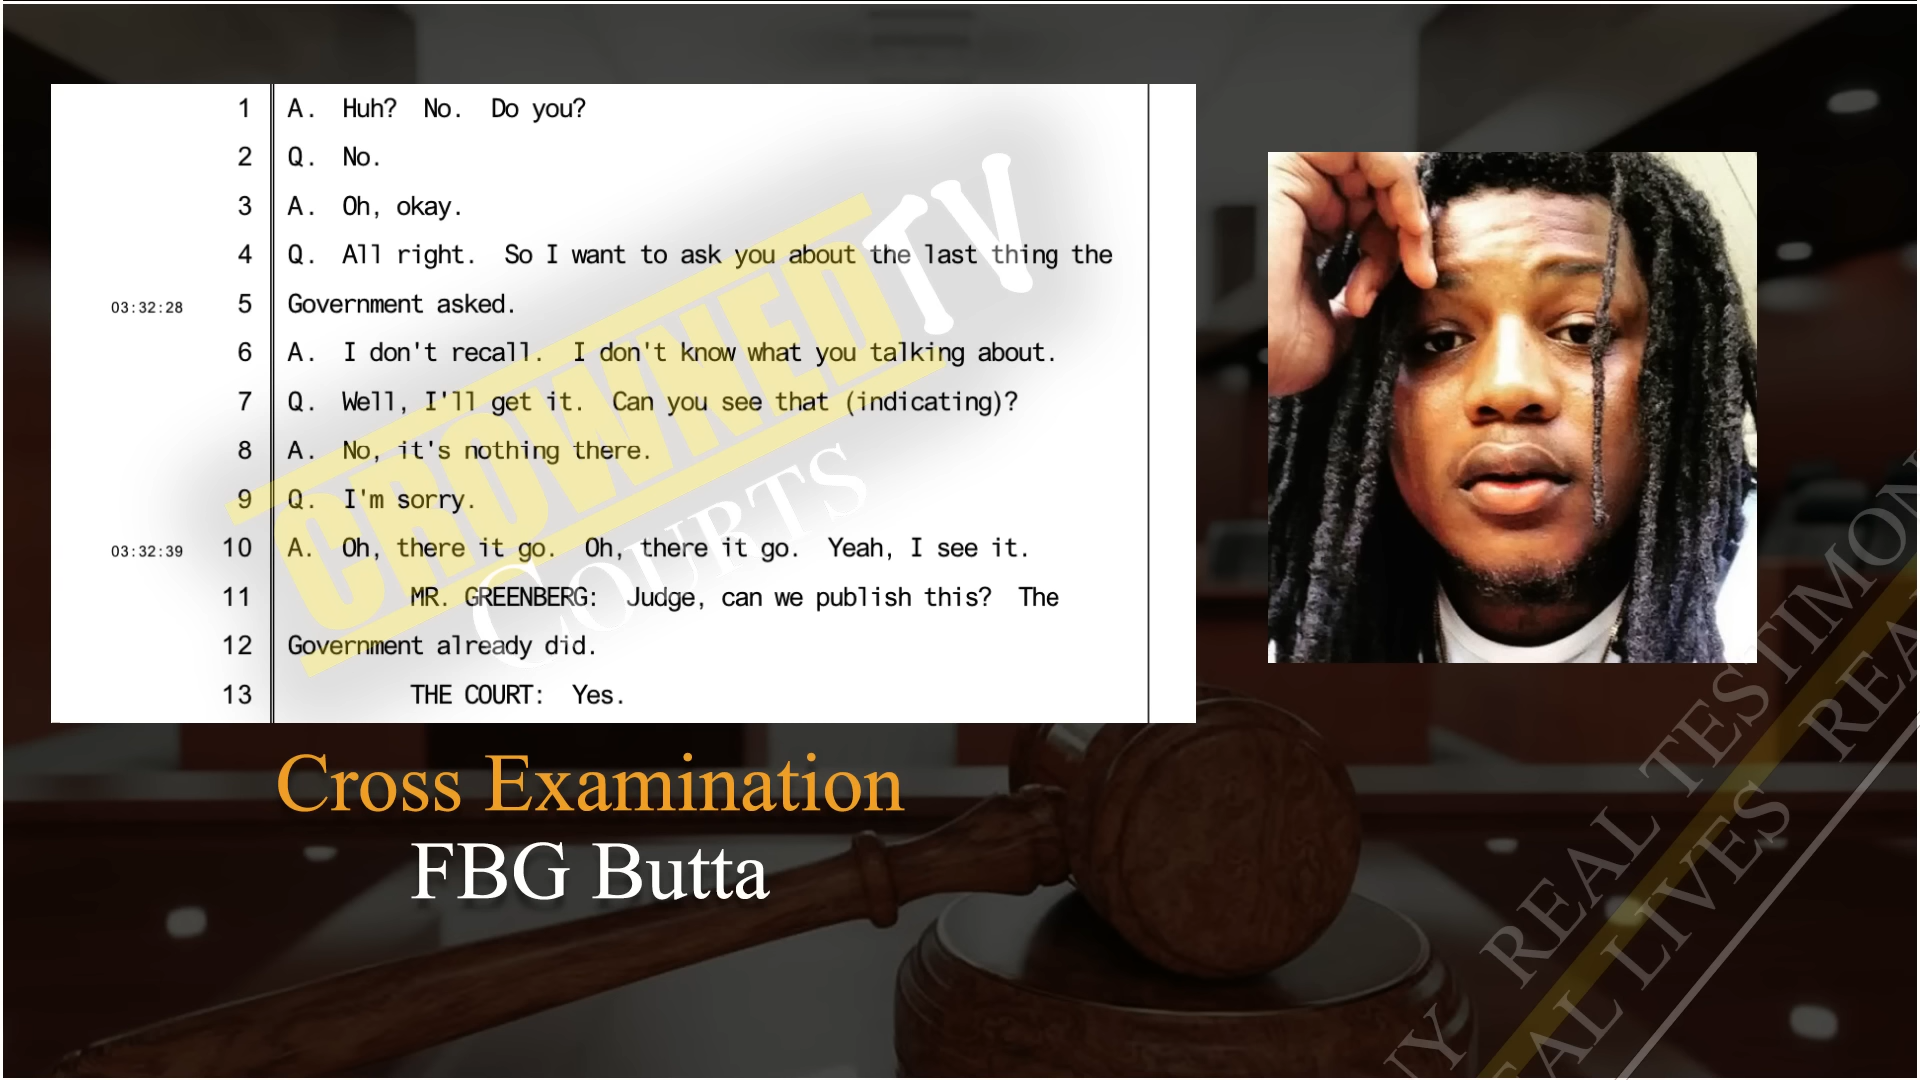 1 A. Huh? No. Do you?
2 Q. No.
3 A. Oh, okay.
4 Q. All right. So I want to ask you about the last thing the
03:32:28 5 Government asked.
6 A. I don't recall. I don't know what you talking about.
7 Q. Well, I'll get it. Can you see that (indicating)?
8 A. No, it's nothing there.
9 Q. I'm sorry.
03:32:39 10 A. Oh, there it go. Oh, there it go. Yeah, I see it.
11 MR. GREENBERG: Judge, can we publish this? The
12 Government already did.
13 THE COURT: Yes.
CROWNED TV
COURTS
Cross Examination
FBG Butta
REAL TESTIMON
REAL LIVES REA